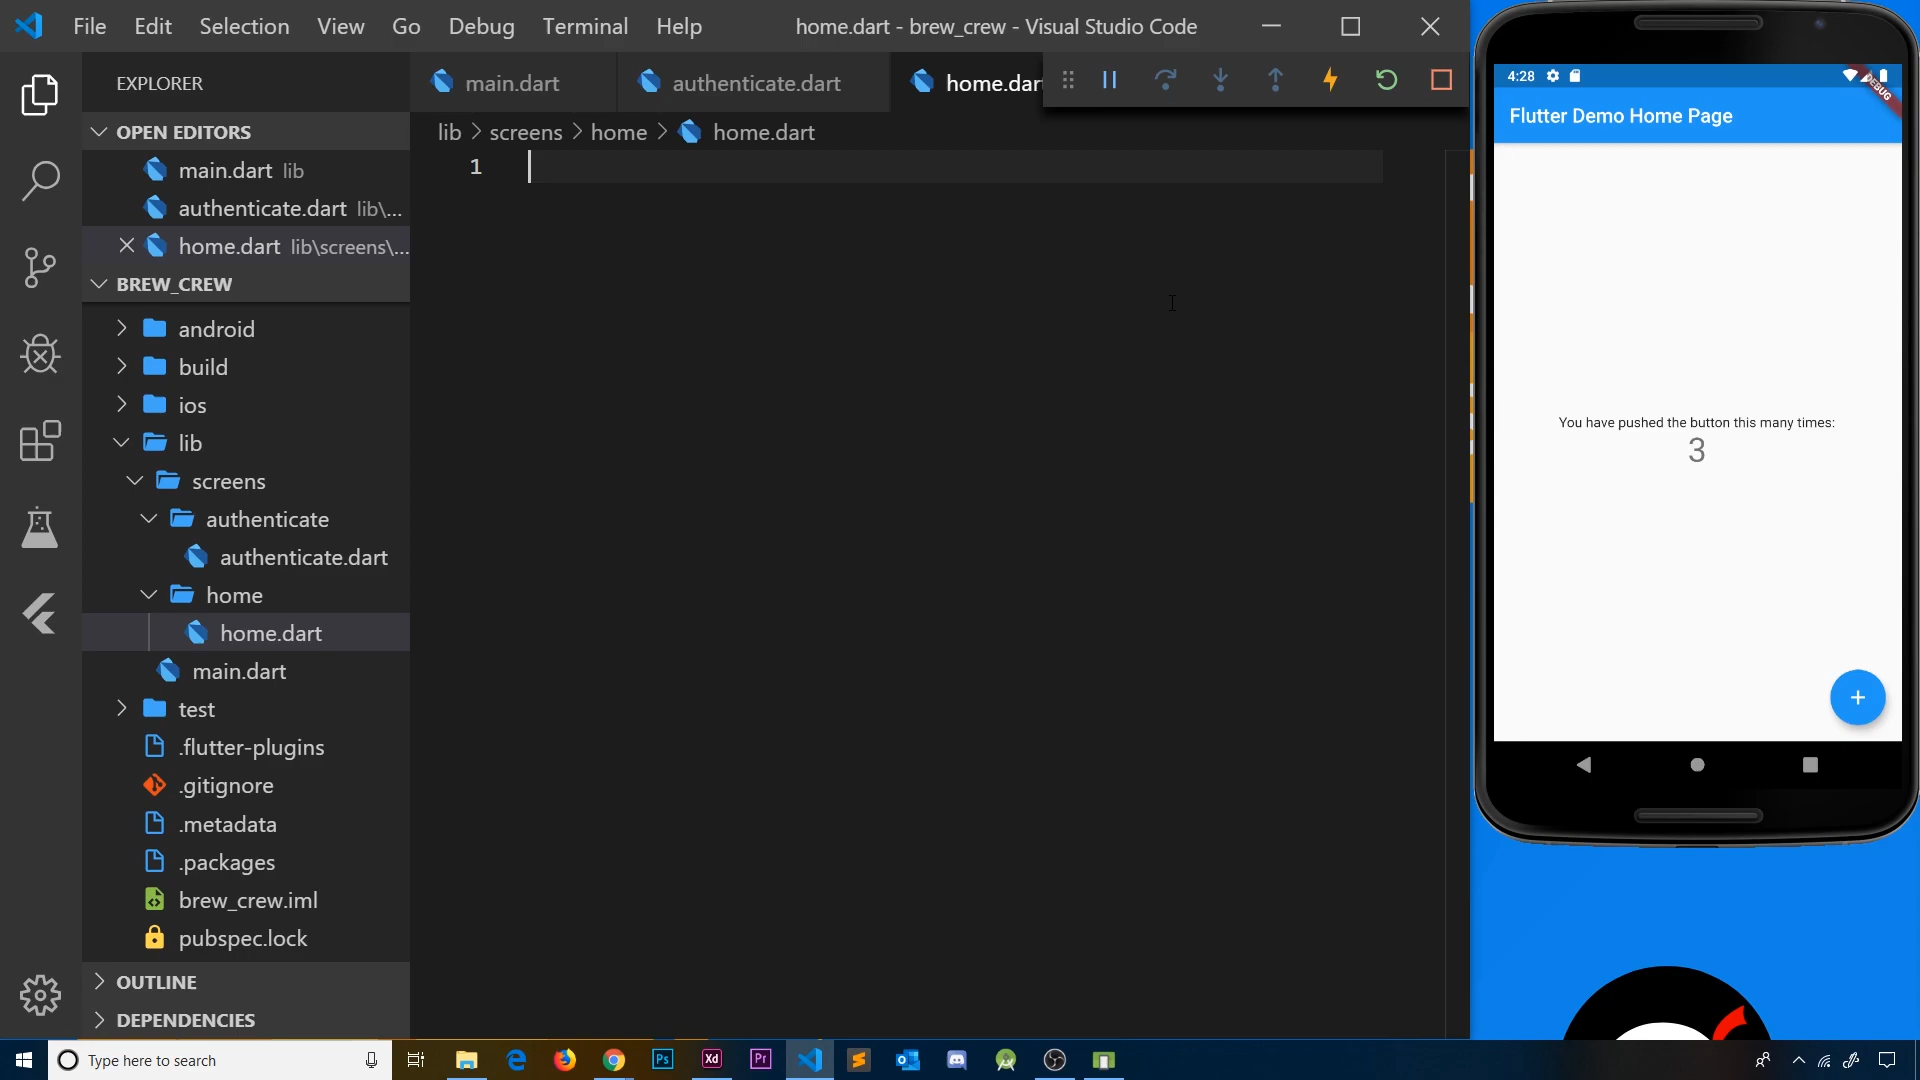 File Edit Selection View Go Debug Terminal Help
home.dart - brew_crew - Visual Studio Code
EXPLORER
main.dart
authenticate.dart
home.dar
OPEN EDITORS
main.dart lib
authenticate.dart lib\...
home.dart lib\screens\...
BREW_CREW
android
build
ios
lib
screens
authenticate
authenticate.dart
home
home.dart
main.dart
test
.flutter-plugins
.gitignore
.metadata
.packages
brew_crew.iml
pubspec.lock
OUTLINE
DEPENDENCIES
lib > screens > home > home.dart
1
4:28
DEBUG
Flutter Demo Home Page
You have pushed the button this many times:
3
+
Type here to search
Ps
Xd
Pr